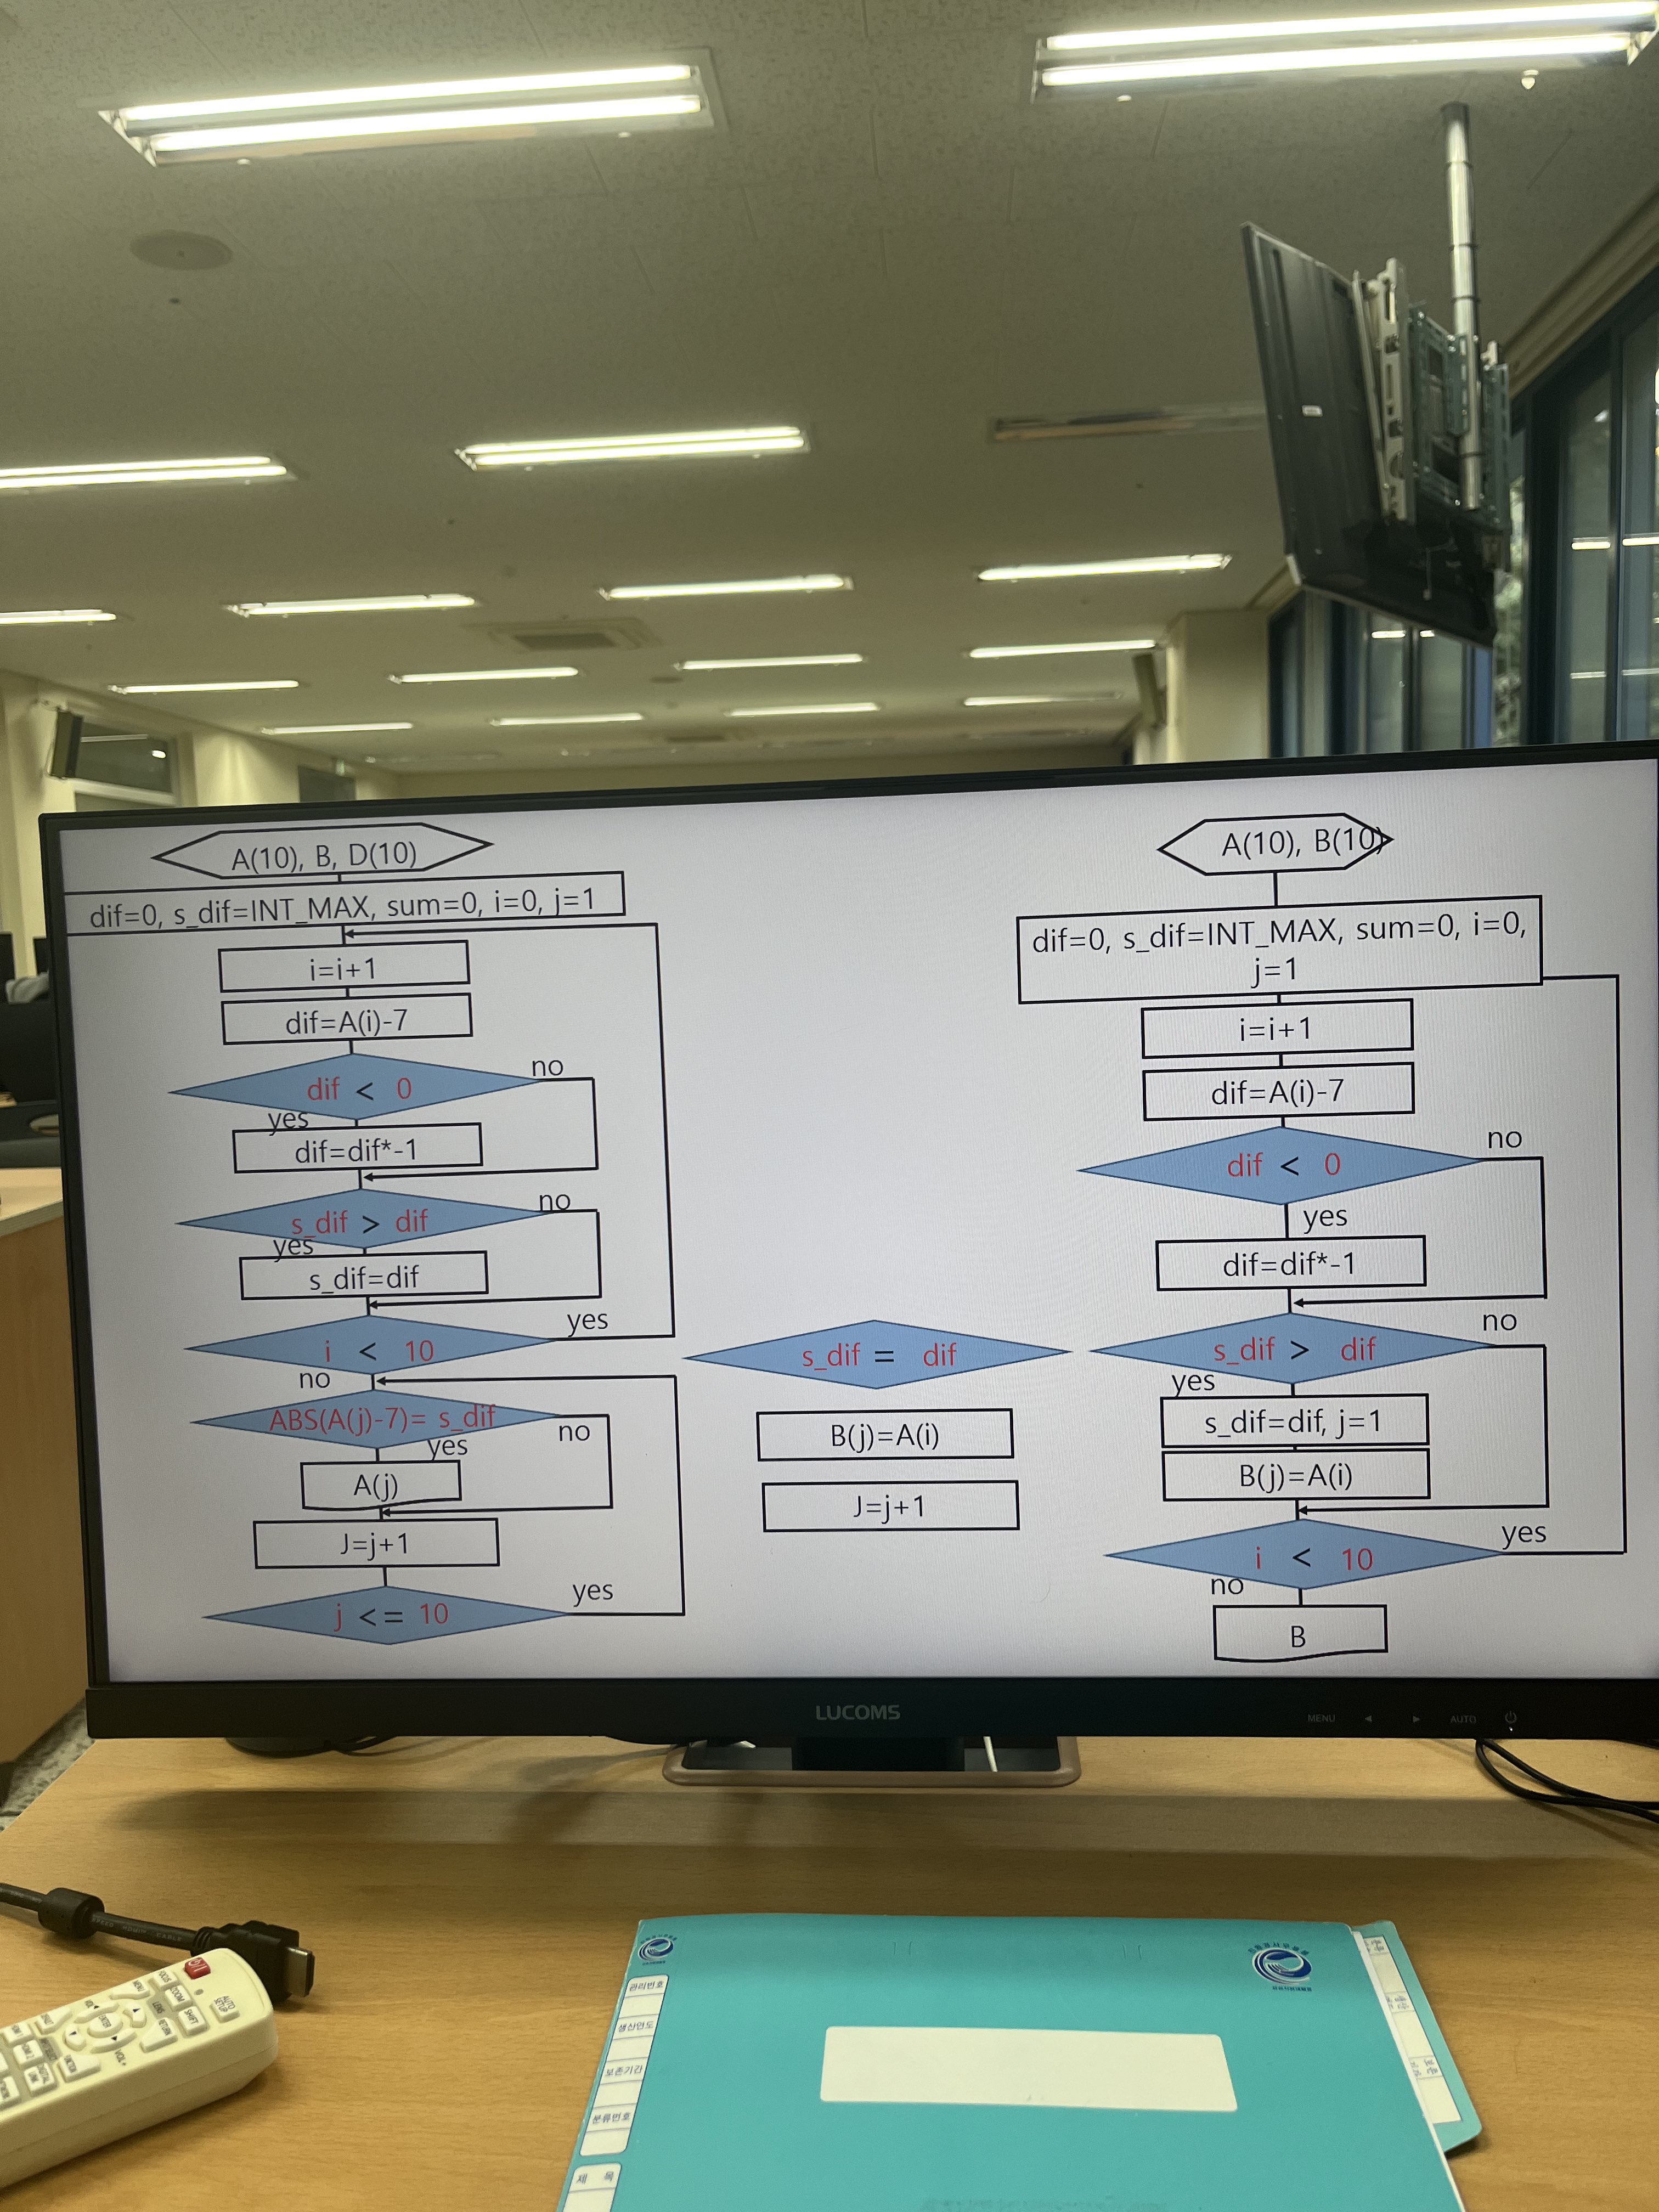 A(10), B, D(10)
dif=0, s_dif=INT_MAX, sum=0, i=0, j=1
i=i+1
dif=A(i)-7
dif < 0
no
yes
dif=dif*-1
s_dif > dif
no
yes
s_dif=dif
i < 10
yes
no
ABS(A(j)-7)= s_dif
no
yes
A(j)
J=j+1
j <= 10
yes
s_dif = dif
B(j)=A(i)
J=j+1
A(10), B(10)
dif=0, s_dif=INT_MAX, sum=0, i=0,
j=1
i=i+1
dif=A(i)-7
dif < 0
no
yes
dif=dif*-1
s_dif > dif
no
yes
s_dif=dif, j=1
B(j)=A(i)
i < 10
yes
no
B
LUCOMS
MENU
AUTO
관리번호
생산연도
보존기간
분류번호
제 목